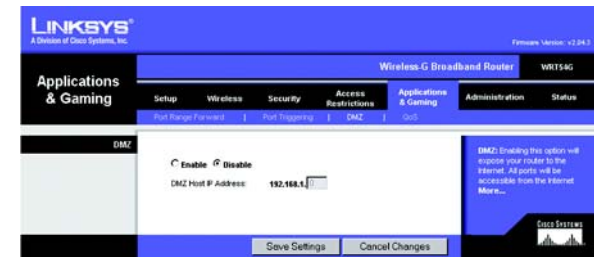 LINKSYS®
A Division of Cisco Systems, Inc.
Firmware Version: v2.04.3
Wireless-G Broadband Router WRT54G
Applications & Gaming
Setup Wireless Security Access Restrictions Applications & Gaming Administration Status
Port Range Forward | Port Triggering | DMZ | QoS
DMZ
Enable Disable
DMZ Host IP Address: 192.168.1. 0
DMZ: Enabling this option will
expose your router to the
Internet. All ports will be
accessible from the Internet
More...
Save Settings Cancel Changes
CISCO SYSTEMS